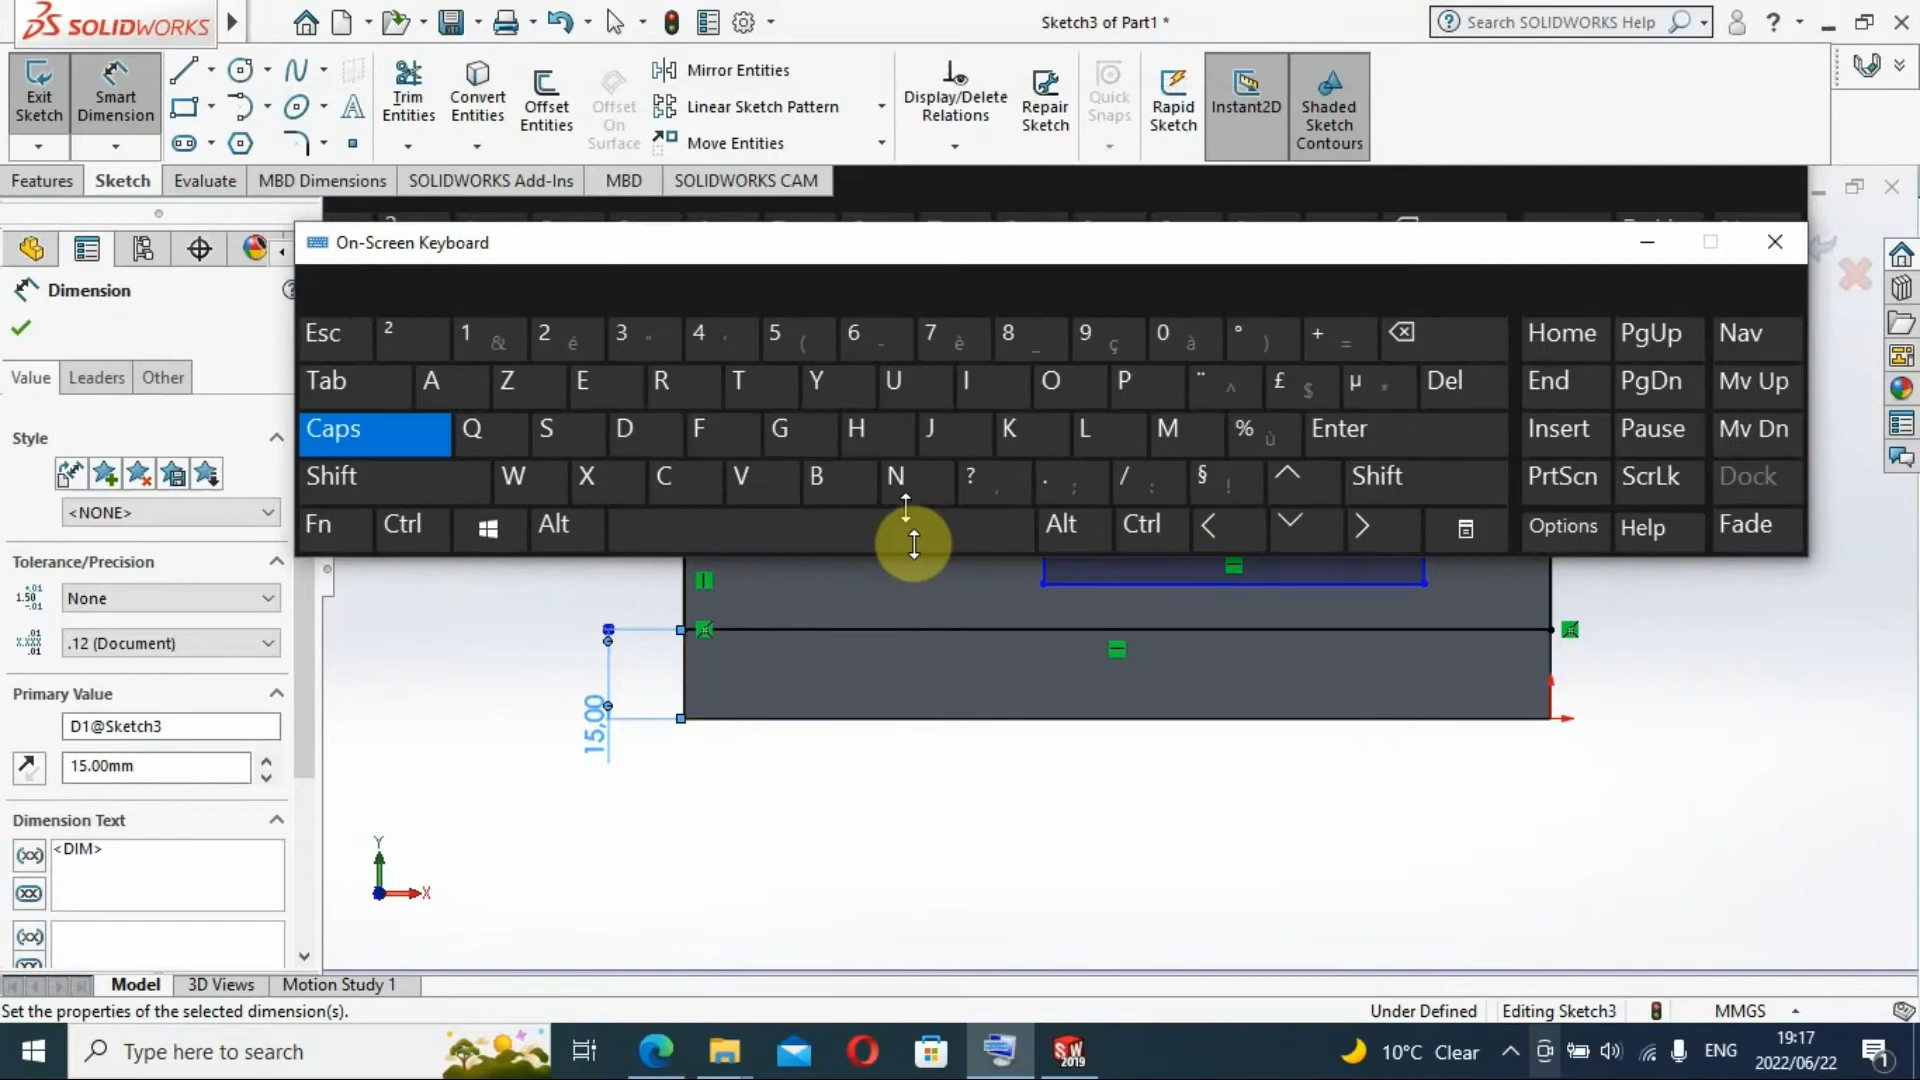 SOLIDWORKS
Sketch3 of Part1 *
Search SOLIDWORKS Help
Exit Sketch
Smart Dimension
Trim Entities
Convert Entities
Offset Entities
Offset On Surface
Mirror Entities
Linear Sketch Pattern
Move Entities
Display/Delete Relations
Repair Sketch
Quick Snaps
Rapid Sketch
Instant2D
Shaded Sketch Contours
Features Sketch Evaluate MBD Dimensions SOLIDWORKS Add-Ins MBD SOLIDWORKS CAM
On-Screen Keyboard
Esc ² 1 & 2 é 3 " 4 ' 5 ( 6 - 7 è 8 _ 9 ç 0 à ° ) + = Home PgUp Nav
Tab A Z E R T Y U I O P ¨ ^ £ $ µ * Del End PgDn Mv Up
Caps Q S D F G H J K L M % ù Enter Insert Pause Mv Dn
Shift W X C V B N ? , . ; / : § ! Shift PrtScn ScrLk Dock
Fn Ctrl Alt Alt Ctrl Options Help Fade
Dimension
Value Leaders Other
Style
<NONE>
Tolerance/Precision
None
.12 (Document)
Primary Value
D1@Sketch3
15.00mm
Dimension Text
<DIM>
15,00
Y
X
Model 3D Views Motion Study 1
Set the properties of the selected dimension(s).
Under Defined Editing Sketch3 MMGS
Type here to search
SW 2019
10°C Clear
ENG
19:17
2022/06/22
1